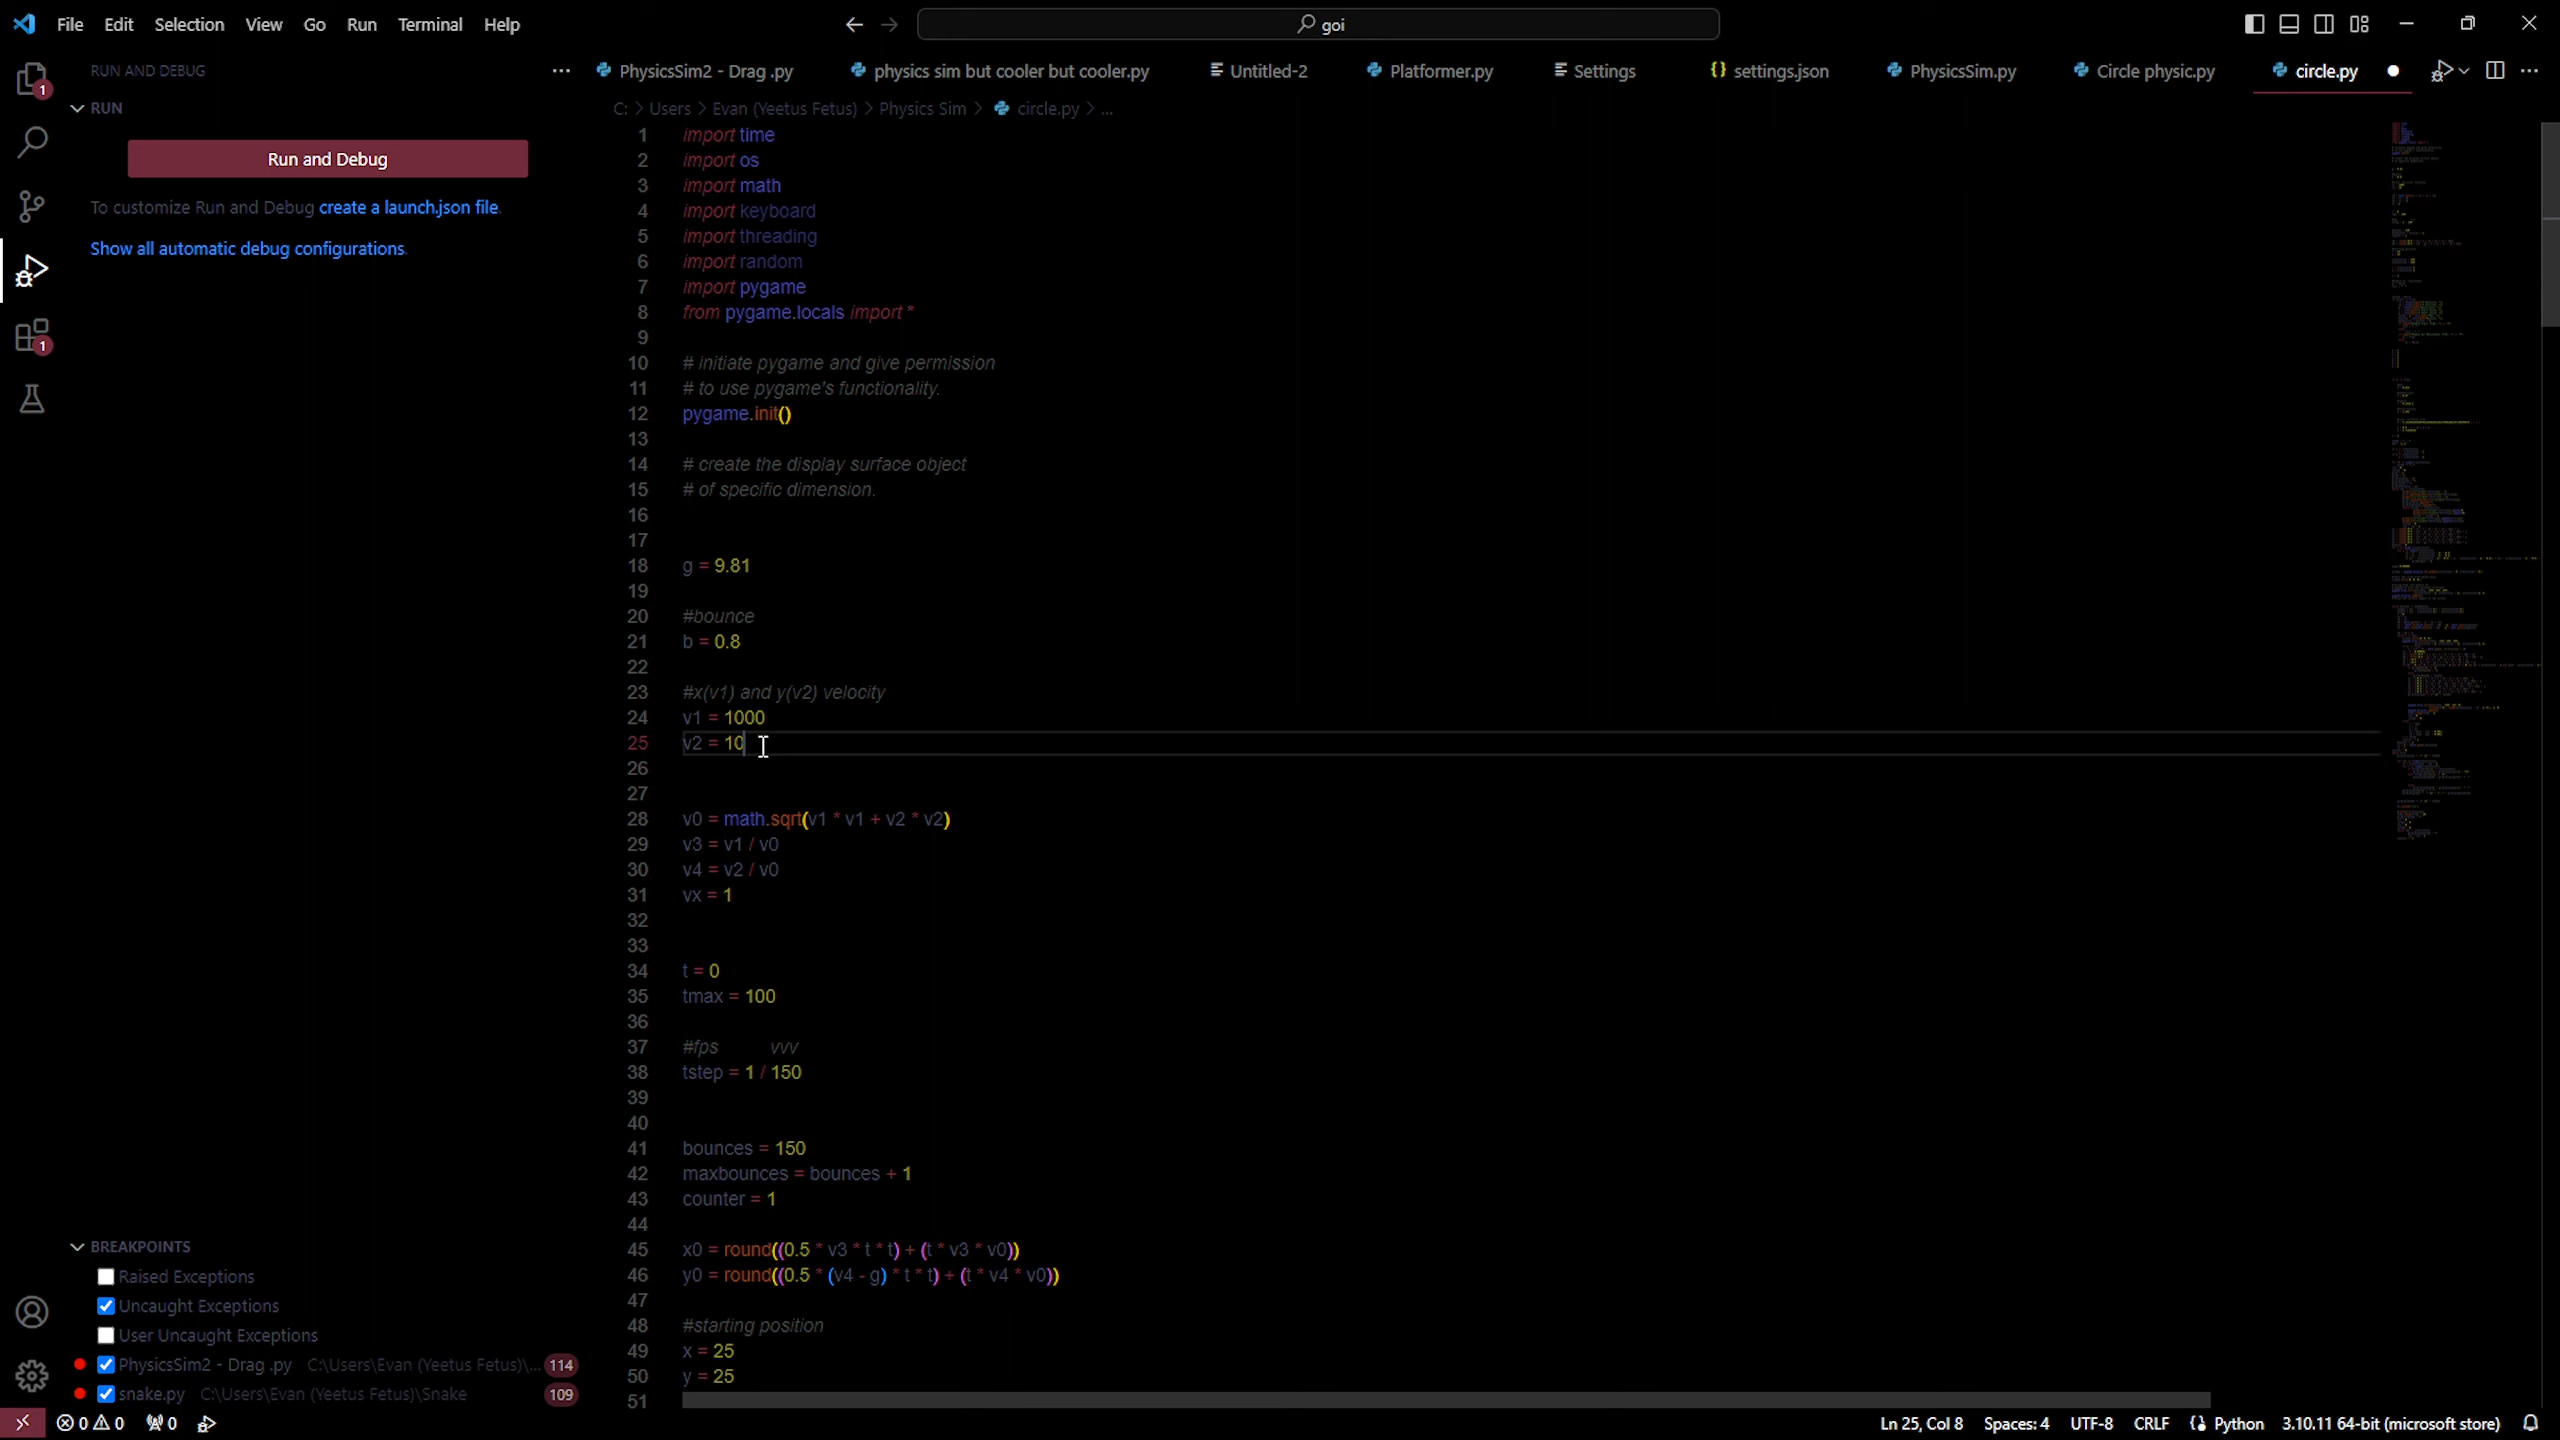 File Edit Selection View Go Run Terminal Help
goi
RUN AND DEBUG
PhysicsSim2 - Drag .py
physics sim but cooler but cooler.py
Untitled-2
Platformer.py
Settings
settings.json
PhysicsSim.py
Circle physic.py
circle.py
RUN
C: > Users > Evan (Yeetus Fetus) > Physics Sim > circle.py > ...
Run and Debug
To customize Run and Debug create a launch.json file.
Show all automatic debug configurations.
1
1
1 import time
2 import os
3 import math
4 import keyboard
5 import threading
6 import random
7 import pygame
8 from pygame.locals import *
9
10 # initiate pygame and give permission
11 # to use pygame's functionality.
12 pygame.init()
13
14 # create the display surface object
15 # of specific dimension.
16
17
18 g = 9.81
19
20 #bounce
21 b = 0.8
22
23 #x(v1) and y(v2) velocity
24 v1 = 1000
25 v2 = 10
26
27
28 v0 = math.sqrt(v1 * v1 + v2 * v2)
29 v3 = v1 / v0
30 v4 = v2 / v0
31 vx = 1
32
33
34 t = 0
35 tmax = 100
36
37 #fps vvv
38 tstep = 1 / 150
39
40
41 bounces = 150
42 maxbounces = bounces + 1
43 counter = 1
44
45 x0 = round((0.5 * v3 * t * t) + (t * v3 * v0))
46 y0 = round((0.5 * (v4 - g) * t * t) + (t * v4 * v0))
47
48 #starting position
49 x = 25
50 y = 25
51
BREAKPOINTS
Raised Exceptions
Uncaught Exceptions
User Uncaught Exceptions
PhysicsSim2 - Drag .py C:\Users\Evan (Yeetus Fetus)\... 114
snake.py C:\Users\Evan (Yeetus Fetus)\Snake 109
0 0 0
Ln 25, Col 8 Spaces: 4 UTF-8 CRLF Python 3.10.11 64-bit (microsoft store)